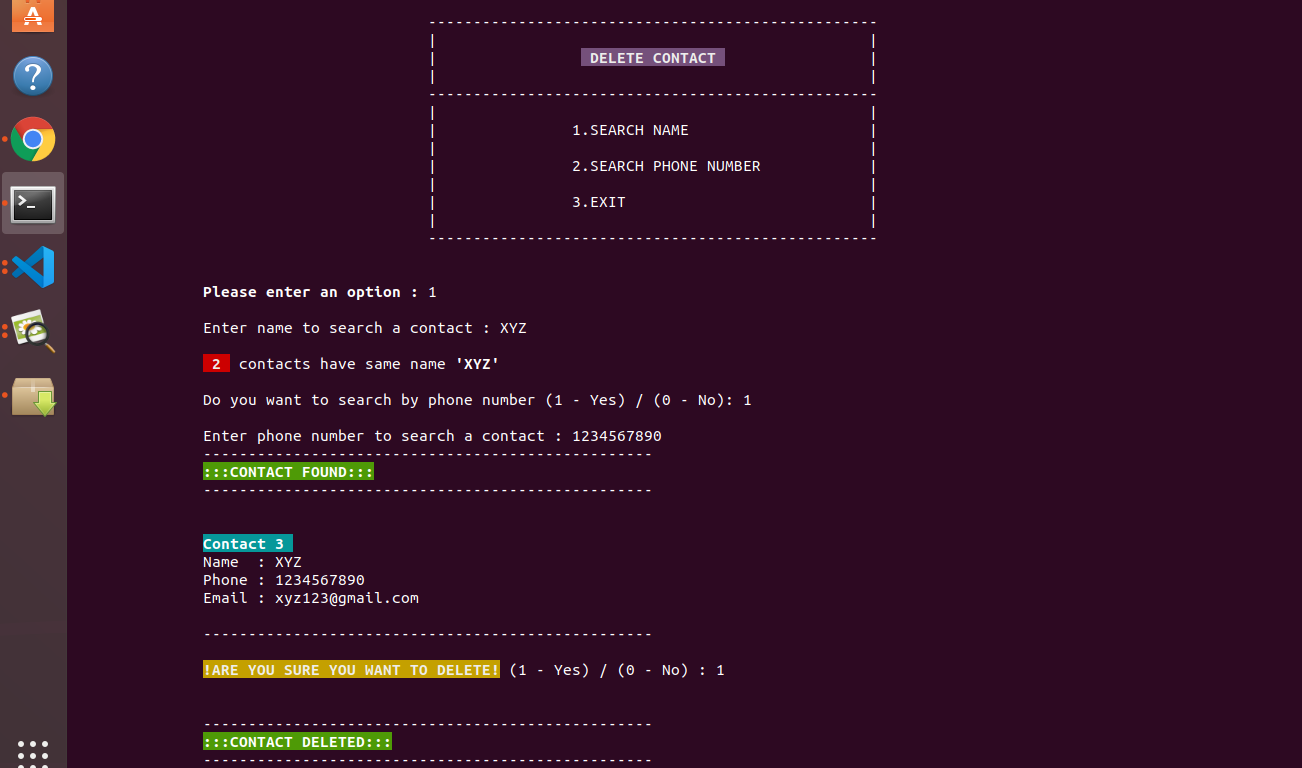 DELETE CONTACT
1.SEARCH NAME
2.SEARCH PHONE NUMBER
3.EXIT
Please enter an option : 1
Enter name to search a contact : XYZ
2 contacts have same name 'XYZ'
Do you want to search by phone number (1 - Yes) / (0 - No): 1
Enter phone number to search a contact : 1234567890
--------------------------------------------------
:::CONTACT FOUND:::
--------------------------------------------------
Contact 3
Name  : XYZ
Phone : 1234567890
Email : xyz123@gmail.com
--------------------------------------------------
!ARE YOU SURE YOU WANT TO DELETE! (1 - Yes) / (0 - No) : 1
--------------------------------------------------
:::CONTACT DELETED:::
--------------------------------------------------